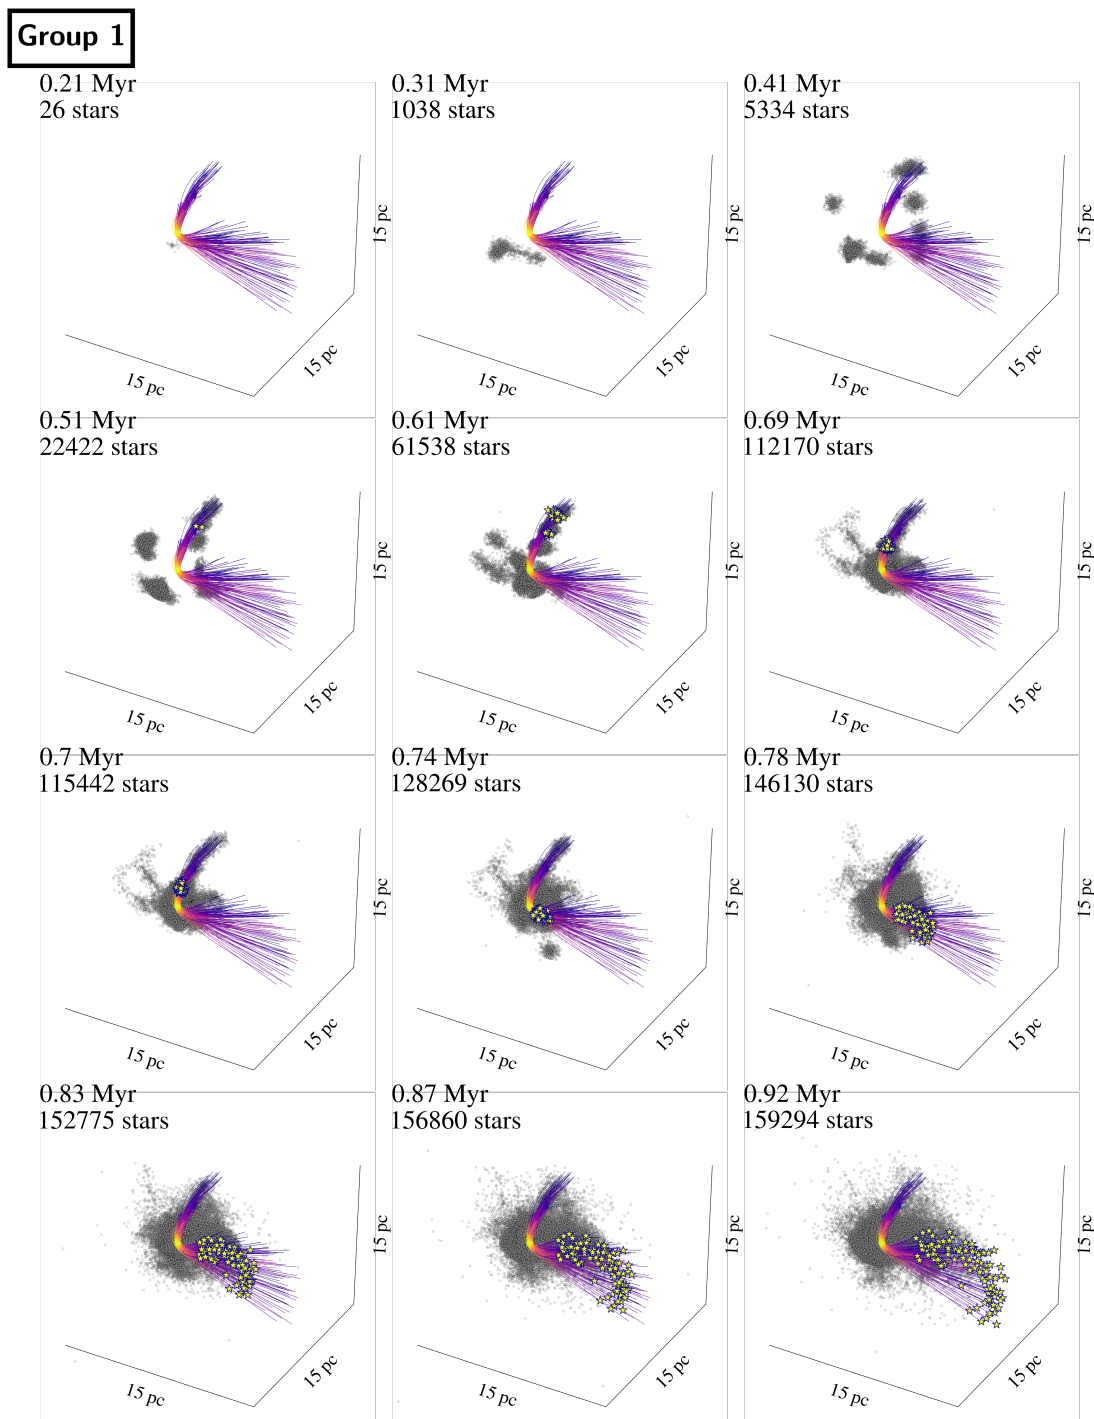 Group 1
0.21 Myr
26 stars
15 pc
15 pc
15 pc
0.31 Myr
1038 stars
15 pc
15 pc
15 pc
0.41 Myr
5334 stars
15 pc
15 pc
15 pc
0.51 Myr
22422 stars
15 pc
15 pc
15 pc
0.61 Myr
61538 stars
15 pc
15 pc
15 pc
0.69 Myr
112170 stars
15 pc
15 pc
15 pc
0.7 Myr
115442 stars
15 pc
15 pc
15 pc
0.74 Myr
128269 stars
15 pc
15 pc
15 pc
0.78 Myr
146130 stars
15 pc
15 pc
15 pc
0.83 Myr
152775 stars
15 pc
15 pc
15 pc
0.87 Myr
156860 stars
15 pc
15 pc
15 pc
0.92 Myr
159294 stars
15 pc
15 pc
15 pc